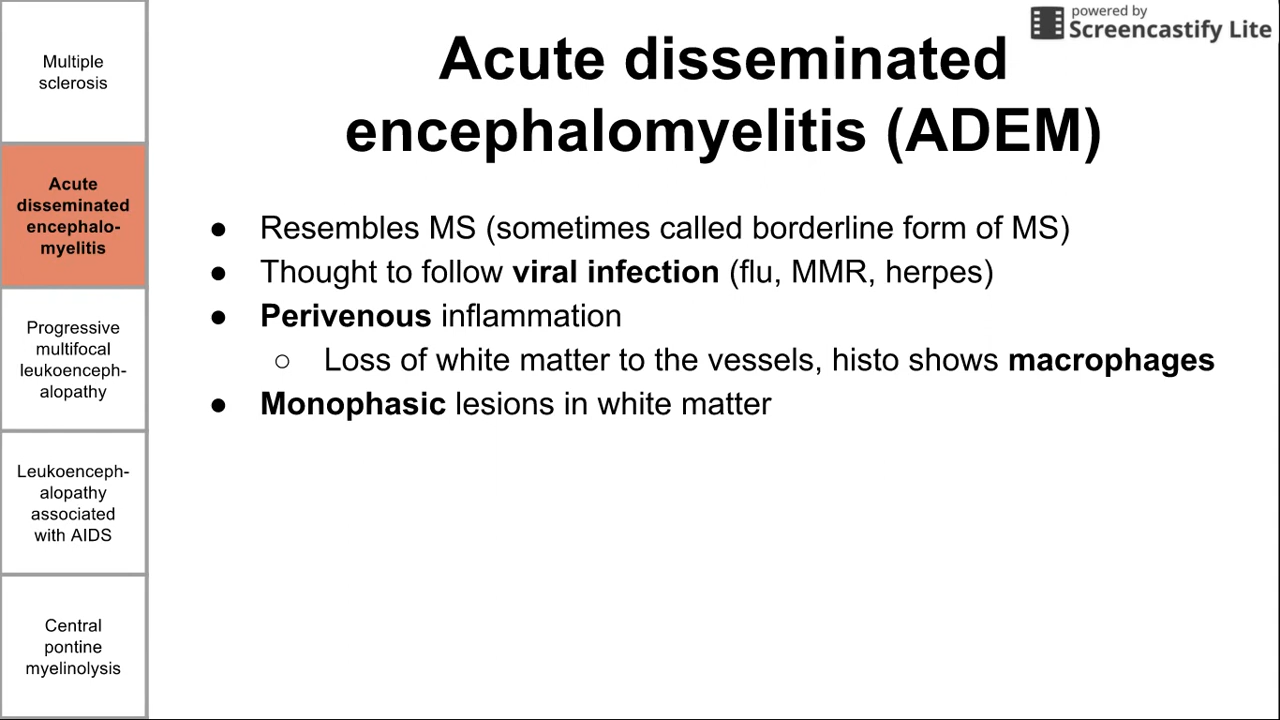 Multiple
sclerosis
Acute
disseminated
encephalo-
myelitis
Progressive
multifocal
leukoenceph-
alopathy
Leukoenceph-
alopathy
associated
with AIDS
Central
pontine
myelinolysis
powered by
Screencastify Lite
Acute disseminated
encephalomyelitis (ADEM)
● Resembles MS (sometimes called borderline form of MS)
● Thought to follow viral infection (flu, MMR, herpes)
● Perivenous inflammation
○ Loss of white matter to the vessels, histo shows macrophages
● Monophasic lesions in white matter